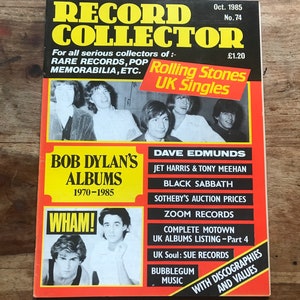 RECORD
COLLECTOR
Oct. 1985
No. 74
£1.20
For all serious collectors of:-
RARE RECORDS, POP
MEMORABILIA, ETC.
Rolling Stones
UK Singles
BOB DYLAN'S
ALBUMS
1970-1985
WHAM!
DAVE EDMUNDS
JET HARRIS & TONY MEEHAN
BLACK SABBATH
SOTHEBY'S AUCTION PRICES
ZOOM RECORDS
COMPLETE MOTOWN
UK ALBUMS LISTING - Part 4
UK Soul: SUE RECORDS
BUBBLEGUM
MUSIC
WITH DISCOGRAPHIES
AND VALUES